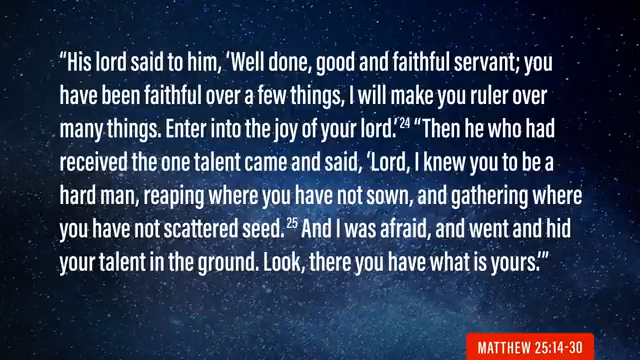 “His lord said to him, ‘Well done, good and faithful servant; you
have been faithful over a few things, I will make you ruler over
many things. Enter into the joy of your lord.’ 24 “Then he who had
received the one talent came and said, ‘Lord, I knew you to be a
hard man, reaping where you have not sown, and gathering where
you have not scattered seed. 25 And I was afraid, and went and hid
your talent in the ground. Look, there you have what is yours.’”
MATTHEW 25:14-30